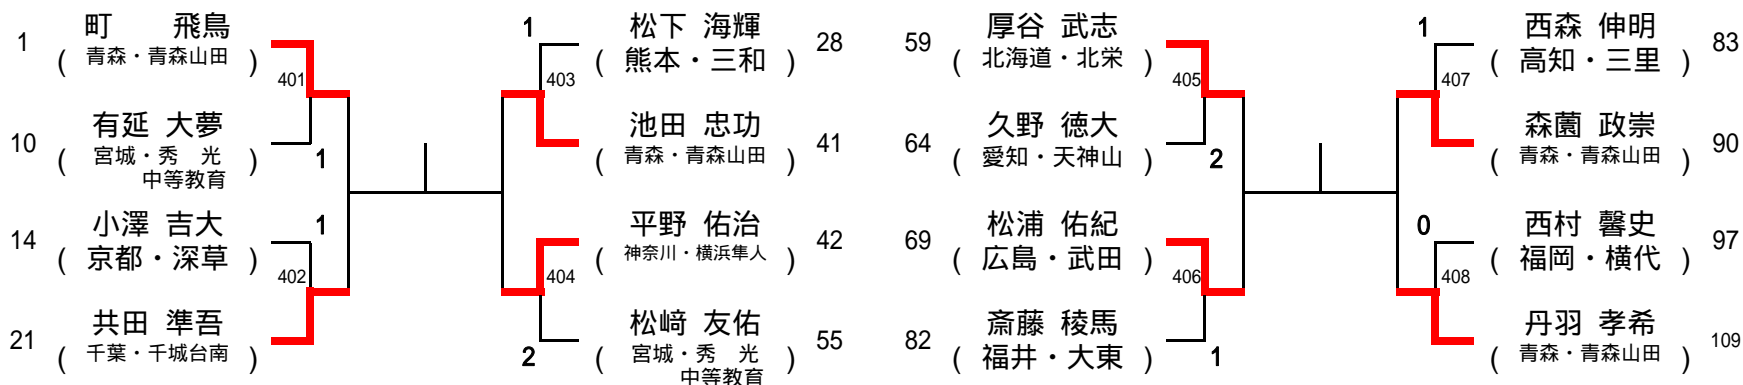 1 町 飛鳥
( 青森・青森山田 )
401
10 有延 大夢
( 宮城・秀 光
中等教育 )
1
14 小澤 吉大
( 京都・深草 )
1
402
21 共田 準吾
( 千葉・千城台南 )
1
松下 海輝 28
( 熊本・三和 )
403
池田 忠功 41
( 青森・青森山田 )
平野 佑治 42
( 神奈川・横浜隼人 )
404
2
松﨑 友佑 55
( 宮城・秀 光
中等教育 )
59 厚谷 武志
( 北海道・北栄 )
405
64 久野 徳大
( 愛知・天神山 )
2
69 松浦 佑紀
( 広島・武田 )
406
82 斎藤 稜馬
( 福井・大東 )
1
1
西森 伸明 83
( 高知・三里 )
407
森薗 政崇 90
( 青森・青森山田 )
0
西村 馨史 97
( 福岡・横代 )
408
丹羽 孝希 109
( 青森・青森山田 )